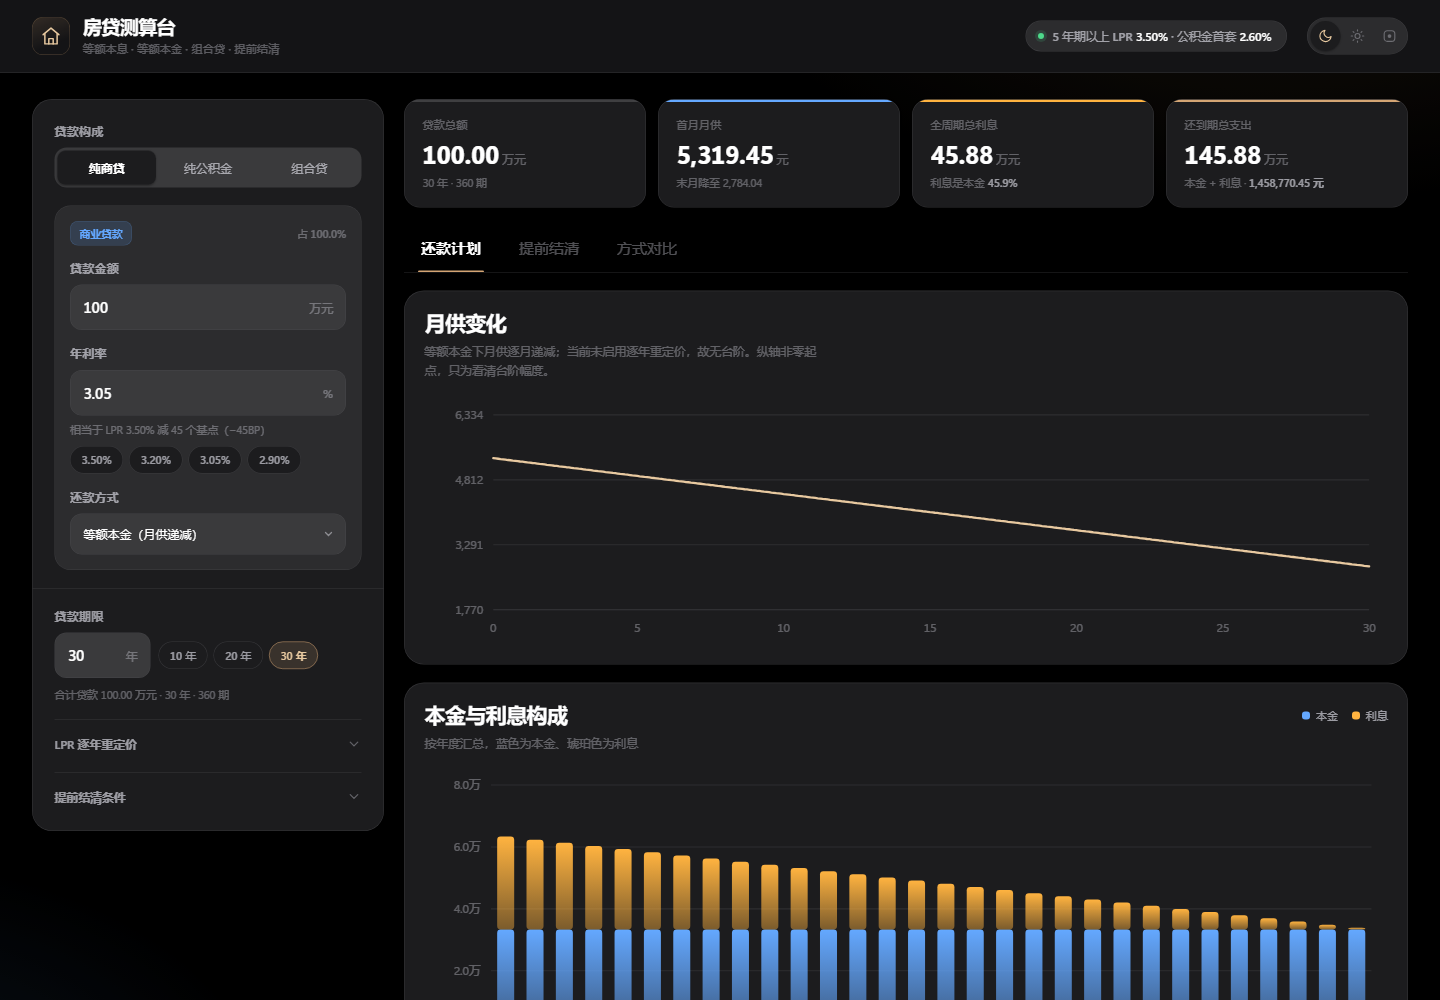 房贷测算台
等额本息 · 等额本金 · 组合贷 · 提前结清
5 年期以上 LPR 3.50% · 公积金首套 2.60%
贷款构成
纯商贷
纯公积金
组合贷
商业贷款
占 100.0%
贷款金额
100
万元
年利率
3.05
%
相当于 LPR 3.50% 减 45 个基点（−45BP）
3.50%
3.20%
3.05%
2.90%
还款方式
等额本金（月供递减）
贷款期限
30
年
10 年
20 年
30 年
合计贷款 100.00 万元 · 30 年 · 360 期
LPR 逐年重定价
提前结清条件
贷款总额
100.00 万元
30 年 · 360 期
首月月供
5,319.45 元
末月降至 2,784.04
全周期总利息
45.88 万元
利息是本金 45.9%
还到期总支出
145.88 万元
本金 + 利息 · 1,458,770.45 元
还款计划
提前结清
方式对比
月供变化
等额本金下月供逐月递减；当前未启用逐年重定价，故无台阶。纵轴非零起
点，只为看清台阶幅度。
6,334
4,812
3,291
1,770
0
5
10
15
20
25
30
本金与利息构成
按年度汇总，蓝色为本金、琥珀色为利息
本金
利息
8.0万
6.0万
4.0万
2.0万